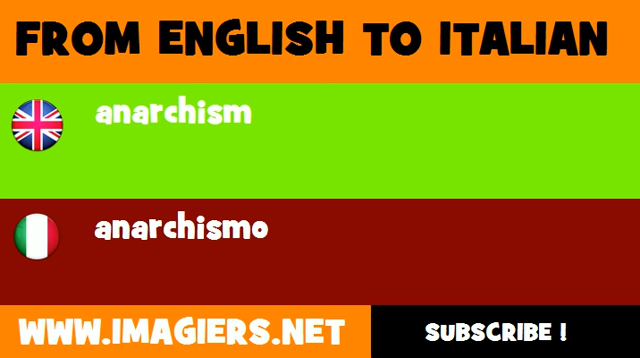 FROM ENGLISH TO ITALIAN
anarchism
anarchismo
WWW.IMAGIERS.NET
SUBSCRIBE !